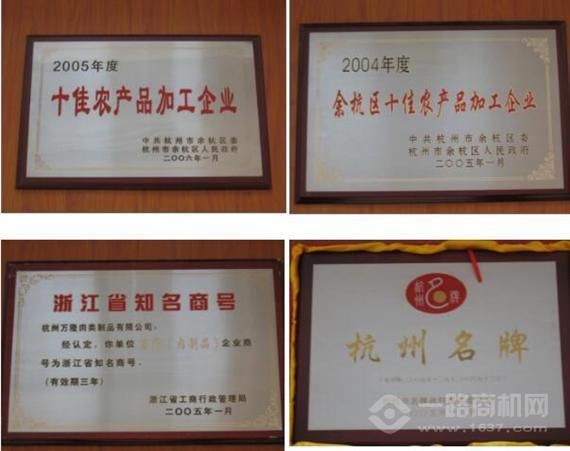 2005年度
十佳农产品加工企业
中共杭州市余杭区委
杭州市余杭区人民政府
二〇〇六年一月
2004年度
余杭区十佳农产品加工企业
中共杭州市余杭区委
杭州市余杭区人民政府
二〇〇五年一月
浙江省知名商号
杭州万隆肉类制品有限公司:
经认定,你单位 万隆(肉制品)企业商
号为浙江省知名商号。
(有效期三年)
浙江省工商行政管理局
二〇〇五年一月
杭州 名牌
杭州名牌
一路商机网
www.1637.com